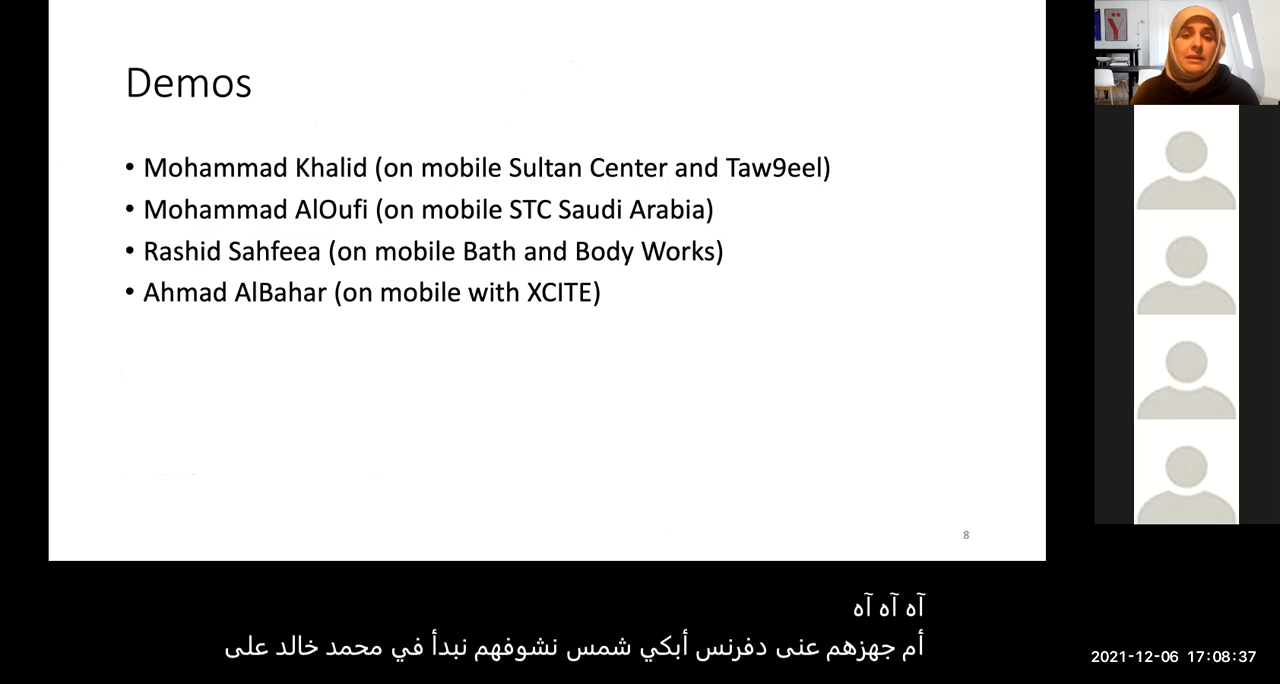 Demos
• Mohammad Khalid (on mobile Sultan Center and Taw9eel)
• Mohammad AlOufi (on mobile STC Saudi Arabia)
• Rashid Sahfeea (on mobile Bath and Body Works)
• Ahmad AlBahar (on mobile with XCITE)
8
آه آه آه
أم جهزهم عنى دفرنس أبكي شمس نشوفهم نبدأ في محمد خالد على
2021-12-06 17:08:37